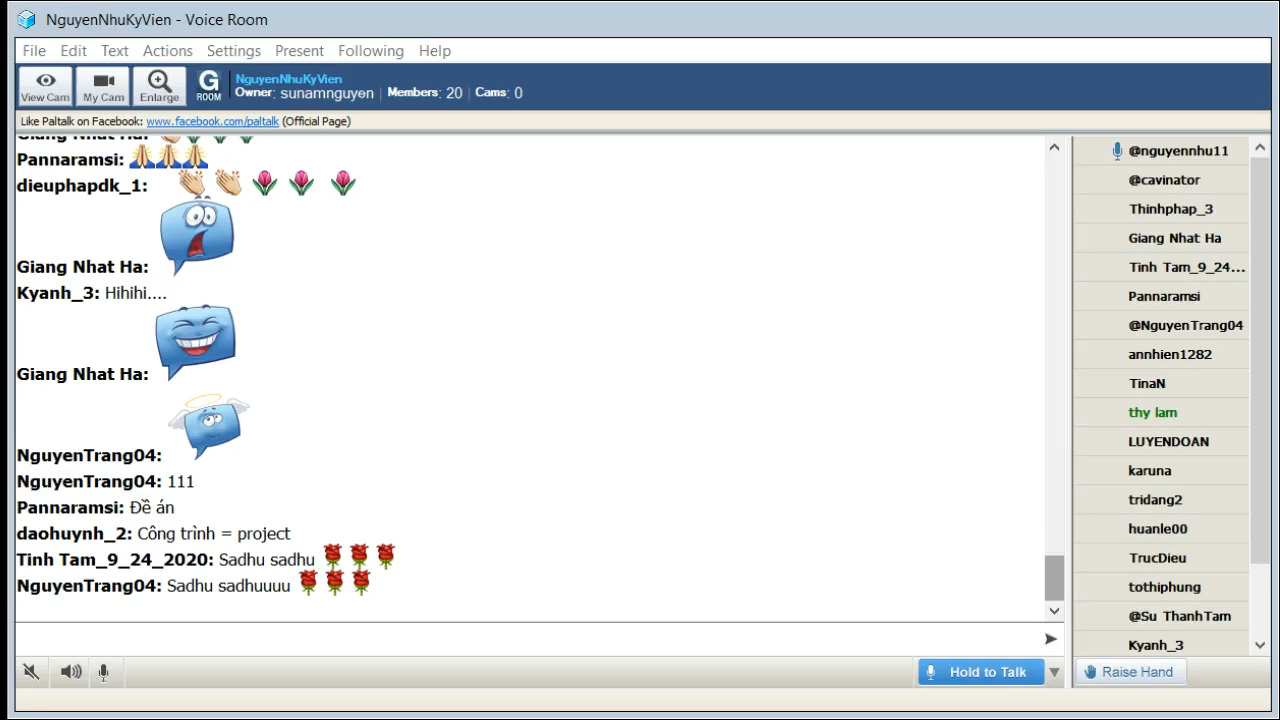 NguyenNhuKyVien - Voice Room
File Edit Text Actions Settings Present Following Help
View Cam
My Cam
Enlarge
G ROOM
NguyenNhuKyVien
Owner: sunamnguyen | Members: 20 | Cams: 0
Like Paltalk on Facebook: www.facebook.com/paltalk (Official Page)
Giang Nhat Ha:
Pannaramsi:
dieuphapdk_1:
Giang Nhat Ha:
Kyanh_3: Hihihi....
Giang Nhat Ha:
NguyenTrang04:
NguyenTrang04: 111
Pannaramsi: Đề án
daohuynh_2: Công trình = project
Tinh Tam_9_24_2020: Sadhu sadhu
NguyenTrang04: Sadhu sadhuuuu
@nguyennhu11
@cavinator
Thinhphap_3
Giang Nhat Ha
Tinh Tam_9_24...
Pannaramsi
@NguyenTrang04
annhien1282
TinaN
thy lam
LUYENDOAN
karuna
tridang2
huanle00
TrucDieu
tothiphung
@Su ThanhTam
Kyanh_3
Hold to Talk
Raise Hand